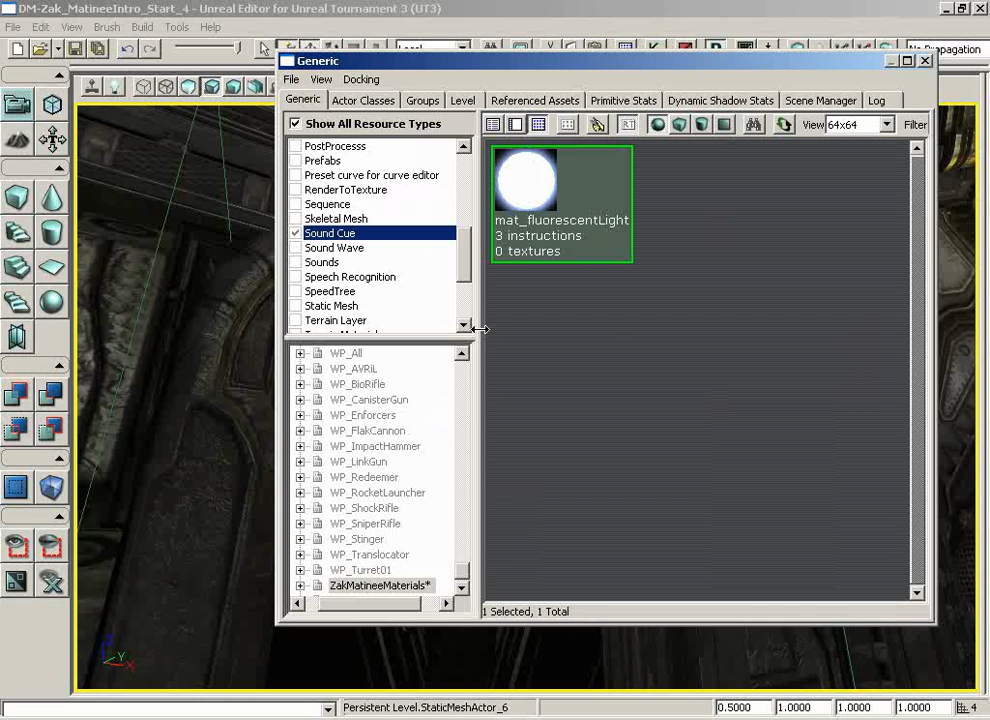 DM-Zak_MatineeIntro_Start_4 - Unreal Editor for Unreal Tournament 3 (UT3)
File Edit View Brush Build Tools Help
Local
No Propagation
Generic
File View Docking
Generic Actor Classes Groups Level Referenced Assets Primitive Stats Dynamic Shadow Stats Scene Manager Log
Show All Resource Types
View 64x64 Filter
PostProcesss
Prefabs
Preset curve for curve editor
RenderToTexture
Sequence
Skeletal Mesh
Sound Cue
Sound Wave
Sounds
Speech Recognition
SpeedTree
Static Mesh
Terrain Layer
WP_All
WP_AVRiL
WP_BioRifle
WP_CanisterGun
WP_Enforcers
WP_FlakCannon
WP_ImpactHammer
WP_LinkGun
WP_Redeemer
WP_RocketLauncher
WP_ShockRifle
WP_SniperRifle
WP_Stinger
WP_Translocator
WP_Turret01
ZakMatineeMaterials*
mat_fluorescentLight
3 instructions
0 textures
1 Selected, 1 Total
Z
Y
X
Persistent Level.StaticMeshActor_6
0.5000 1.0000 1.0000 1.0000 4